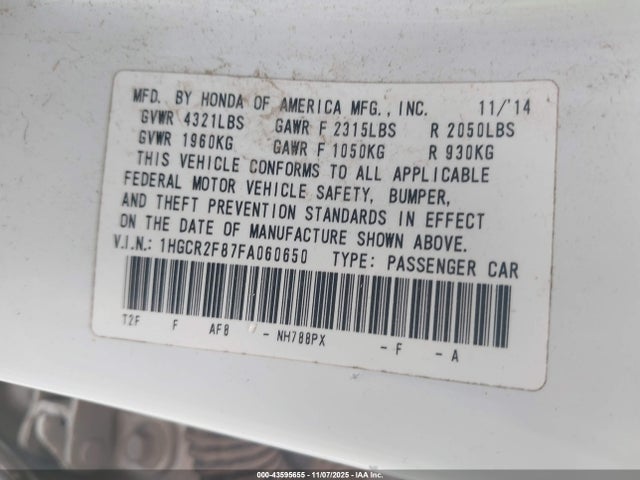 MFD. BY HONDA OF AMERICA MFG., INC. 11/'14
GVWR 4321LBS GAWR F 2315LBS R 2050LBS
GVWR 1960KG GAWR F 1050KG R 930KG
THIS VEHICLE CONFORMS TO ALL APPLICABLE
FEDERAL MOTOR VEHICLE SAFETY, BUMPER,
AND THEFT PREVENTION STANDARDS IN EFFECT
ON THE DATE OF MANUFACTURE SHOWN ABOVE.
V.I.N.: 1HGCR2F87FA060650 TYPE: PASSENGER CAR
T2F F AF8 - NH788PX - F - A
000-43595655 - 11/07/2025 - IAAI.COM